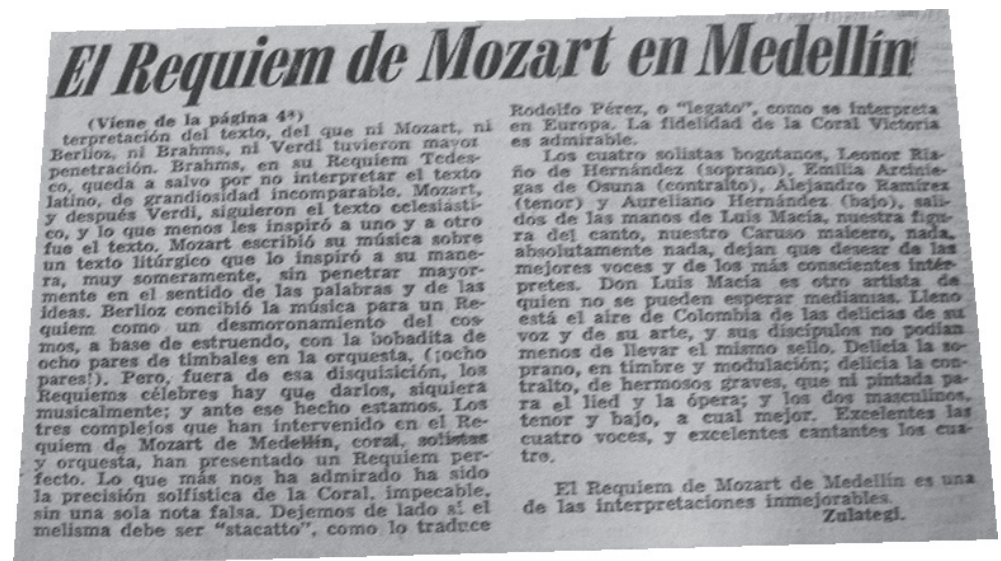 El Requiem de Mozart en Medellín
(Viene de la página 4ª)
terpretación del texto, del que ni Mozart, ni
Berlioz, ni Brahms, ni Verdi tuvieron mayor
penetración. Brahms, en su Requiem Tedes-
co, queda a salvo por no interpretar el texto
latino, de grandiosidad incomparable. Mozart,
y después Verdi, siguieron el texto eclesiásti-
co, y lo que menos les inspiró a uno y a otro
fue el texto. Mozart escribió su música sobre
un texto litúrgico que lo inspiró a su mane-
ra, muy someramente, sin penetrar mayor-
mente en el sentido de las palabras y de las
ideas. Berlioz concibió la música para un Re-
quiem como un desmoronamiento del cos-
mos, a base de estruendo, con la bobadita de
ocho pares de timbales en la orquesta, (¡ocho
pares!). Pero, fuera de esa disquisición, los
Requiems célebres hay que darlos, siquiera
musicalmente; y ante ese hecho estamos. Los
tres complejos que han intervenido en el Re-
quiem de Mozart de Medellín, coral, solistas
y orquesta, han presentado un Requiem per-
fecto. Lo que más nos ha admirado ha sido
la precisión solfística de la Coral, impecable,
sin una sola nota falsa. Dejemos de lado si el
melisma debe ser "stacatto", como lo traduce
Rodolfo Pérez, o "legato", como se interpreta
en Europa. La fidelidad de la Coral Victoria
es admirable.
Los cuatro solistas bogotanos, Leonor Ria-
ño de Hernández (soprano), Emilia Arcinie-
gas de Osuna (contralto), Alejandro Ramírez
(tenor) y Aureliano Hernández (bajo), sali-
dos de las manos de Luis Macía, nuestra figu-
ra del canto, nuestro Caruso maicero, nada,
absolutamente nada, dejan que desear de las
mejores voces y de los más conscientes intér-
pretes. Don Luis Macía es otro artista de
quien no se pueden esperar medianías. Lleno
está el aire de Colombia de las delicias de su
voz y de su arte, y sus discípulos no podían
menos de llevar el mismo sello. Delicia la so-
prano, en timbre y modulación; delicia la con-
tralto, de hermosos graves, que ni pintada pa-
ra el lied y la ópera; y los dos masculinos,
tenor y bajo, a cual mejor. Excelentes las
cuatro voces, y excelentes cantantes los cua-
tro.
El Requiem de Mozart de Medellín es una
de las interpretaciones inmejorables.
Zulategi.